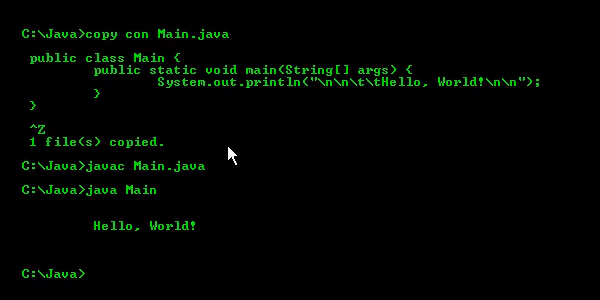 C:\Java>copy con Main.java
public class Main {
public static void main(String[] args) {
System.out.println("\n\n\t\tHello, World!\n\n");
}
}
^Z
1 file(s) copied.
C:\Java>javac Main.java
C:\Java>java Main
Hello, World!
C:\Java>